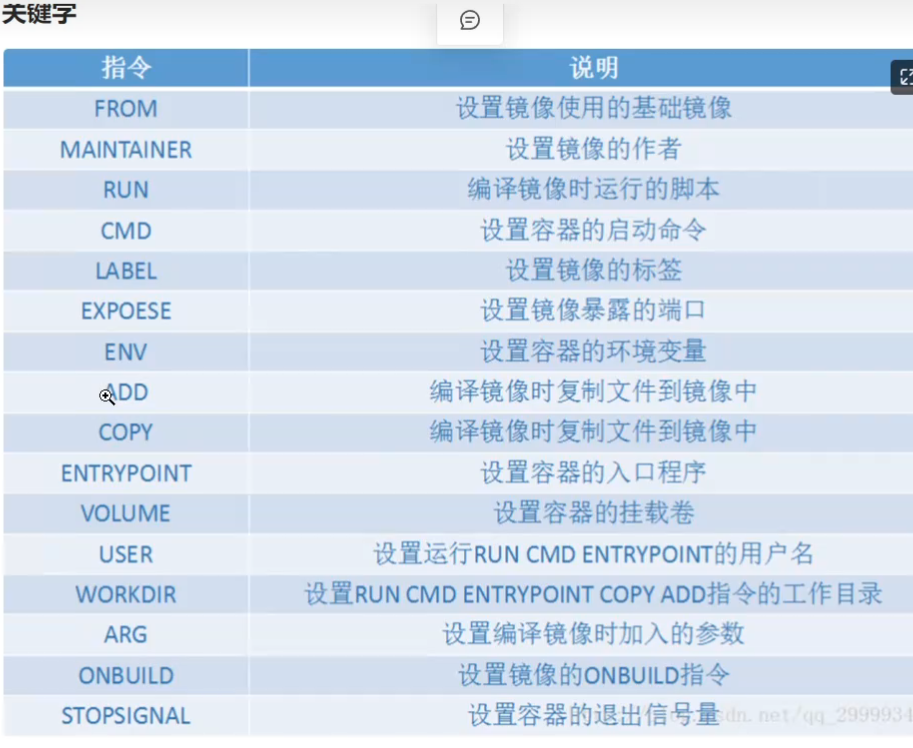 关键字
指令 说明
FROM 设置镜像使用的基础镜像
MAINTAINER 设置镜像的作者
RUN 编译镜像时运行的脚本
CMD 设置容器的启动命令
LABEL 设置镜像的标签
EXPOESE 设置镜像暴露的端口
ENV 设置容器的环境变量
ADD 编译镜像时复制文件到镜像中
COPY 编译镜像时复制文件到镜像中
ENTRYPOINT 设置容器的入口程序
VOLUME 设置容器的挂载卷
USER 设置运行RUN CMD ENTRYPOINT的用户名
WORKDIR 设置RUN CMD ENTRYPOINT COPY ADD指令的工作目录
ARG 设置编译镜像时加入的参数
ONBUILD 设置镜像的ONBUILD指令
STOPSIGNAL 设置容器的退出信号量